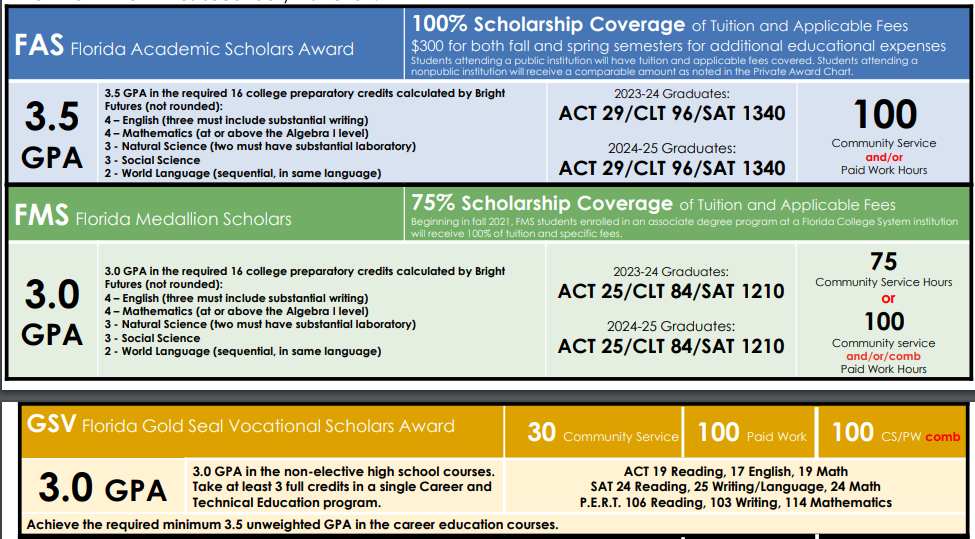 FAS Florida Academic Scholars Award
100% Scholarship Coverage of Tuition and Applicable Fees
$300 for both fall and spring semesters for additional educational expenses
Students attending a public institution will have tuition and applicable fees covered. Students attending a
nonpublic institution will receive a comparable amount as noted in the Private Award Chart.
3.5
GPA
3.5 GPA in the required 16 college preparatory credits calculated by Bright
Futures (not rounded):
4 – English (three must include substantial writing)
4 – Mathematics (at or above the Algebra I level)
3 - Natural Science (two must have substantial laboratory)
3 - Social Science
2 - World Language (sequential, in same language)
2023-24 Graduates:
ACT 29/CLT 96/SAT 1340
2024-25 Graduates:
ACT 29/CLT 96/SAT 1340
100
Community Service
and/or
Paid Work Hours
FMS Florida Medallion Scholars
75% Scholarship Coverage of Tuition and Applicable Fees
Beginning in fall 2021, FMS students enrolled in an associate degree program at a Florida College System institution
will receive 100% of tuition and specific fees.
3.0
GPA
3.0 GPA in the required 16 college preparatory credits calculated by Bright
Futures (not rounded):
4 – English (three must include substantial writing)
4 – Mathematics (at or above the Algebra I level)
3 - Natural Science (two must have substantial laboratory)
3 - Social Science
2 - World Language (sequential, in same language)
2023-24 Graduates:
ACT 25/CLT 84/SAT 1210
2024-25 Graduates:
ACT 25/CLT 84/SAT 1210
75
Community Service Hours
or
100
Community service
and/or/comb
Paid Work Hours
GSV Florida Gold Seal Vocational Scholars Award
30 Community Service
100 Paid Work
100 CS/PW comb
3.0 GPA
3.0 GPA in the non-elective high school courses.
Take at least 3 full credits in a single Career and
Technical Education program.
ACT 19 Reading, 17 English, 19 Math
SAT 24 Reading, 25 Writing/Language, 24 Math
P.E.R.T. 106 Reading, 103 Writing, 114 Mathematics
Achieve the required minimum 3.5 unweighted GPA in the career education courses.